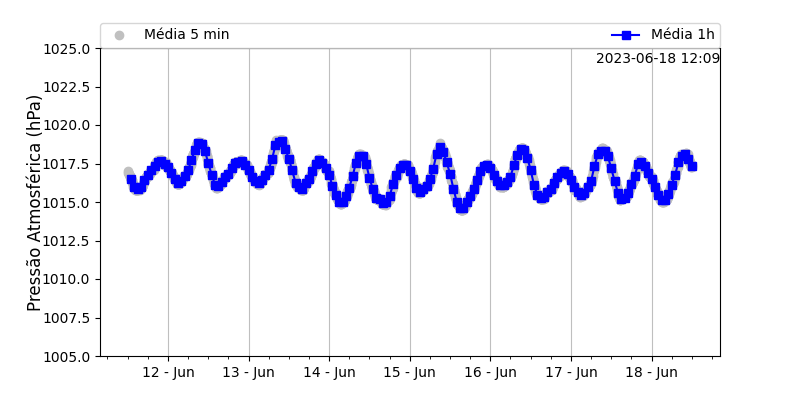 Média 5 min
Média 1h
2023-06-18 12:09
Pressão Atmosférica (hPa)
1025.0
1022.5
1020.0
1017.5
1015.0
1012.5
1010.0
1007.5
1005.0
12 - Jun
13 - Jun
14 - Jun
15 - Jun
16 - Jun
17 - Jun
18 - Jun